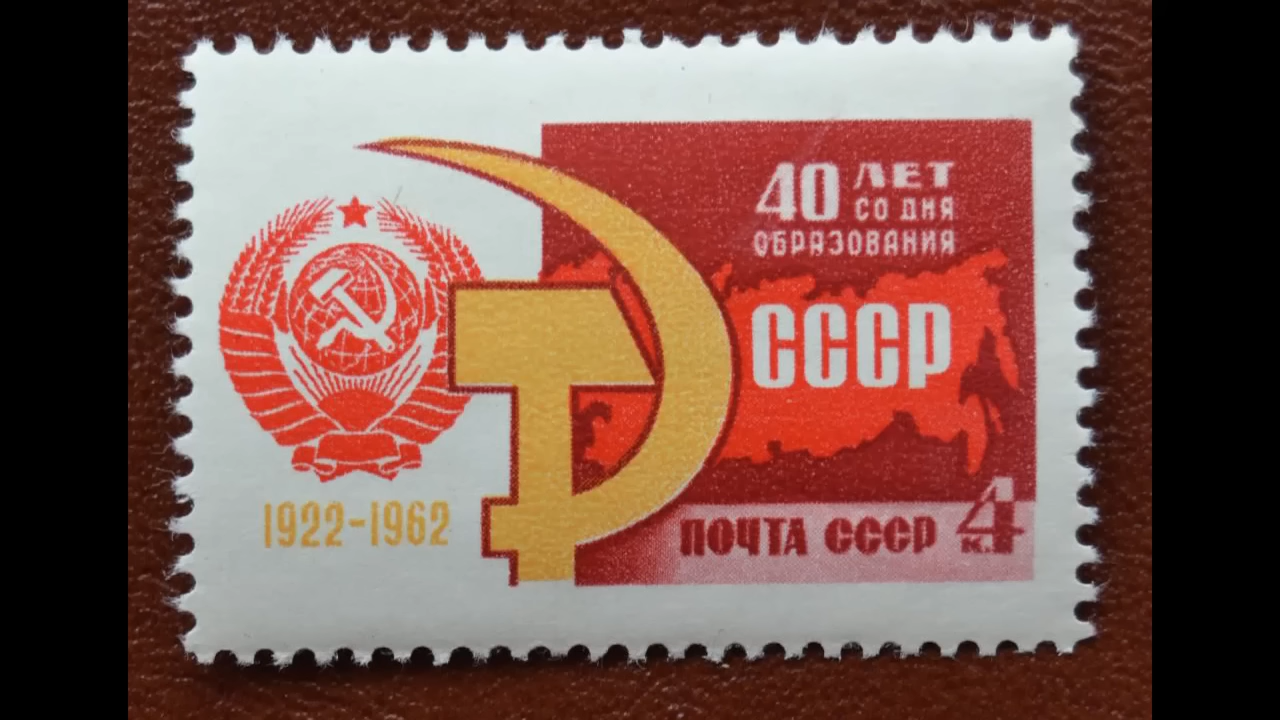 40 ЛЕТ
СО ДНЯ
ОБРАЗОВАНИЯ
СССР
1922-1962
ПОЧТА СССР 4 к.